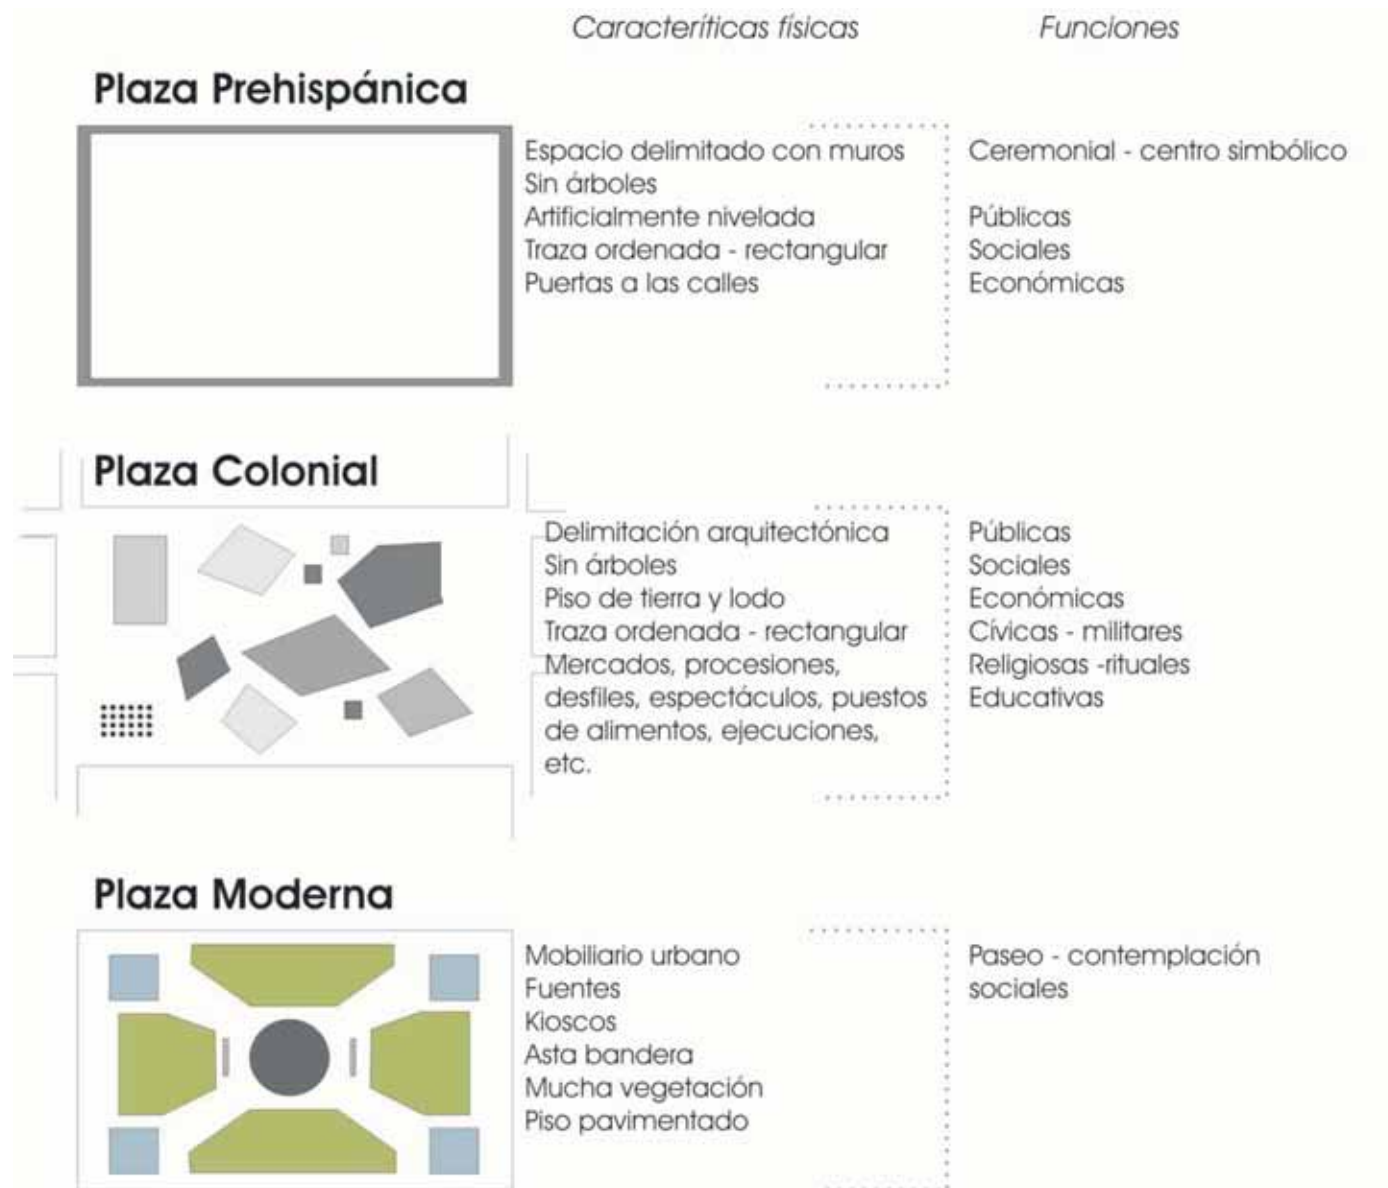 Caracteríticas físicas
Funciones
Plaza Prehispánica
Espacio delimitado con muros
Sin árboles
Artificialmente nivelada
Traza ordenada - rectangular
Puertas a las calles
Ceremonial - centro simbólico
Públicas
Sociales
Económicas
Plaza Colonial
Delimitación arquitectónica
Sin árboles
Piso de tierra y lodo
Traza ordenada - rectangular
Mercados, procesiones,
desfiles, espectáculos, puestos
de alimentos, ejecuciones,
etc.
Públicas
Sociales
Económicas
Cívicas - militares
Religiosas -rituales
Educativas
Plaza Moderna
Mobiliario urbano
Fuentes
Kioscos
Asta bandera
Mucha vegetación
Piso pavimentado
Paseo - contemplación
sociales